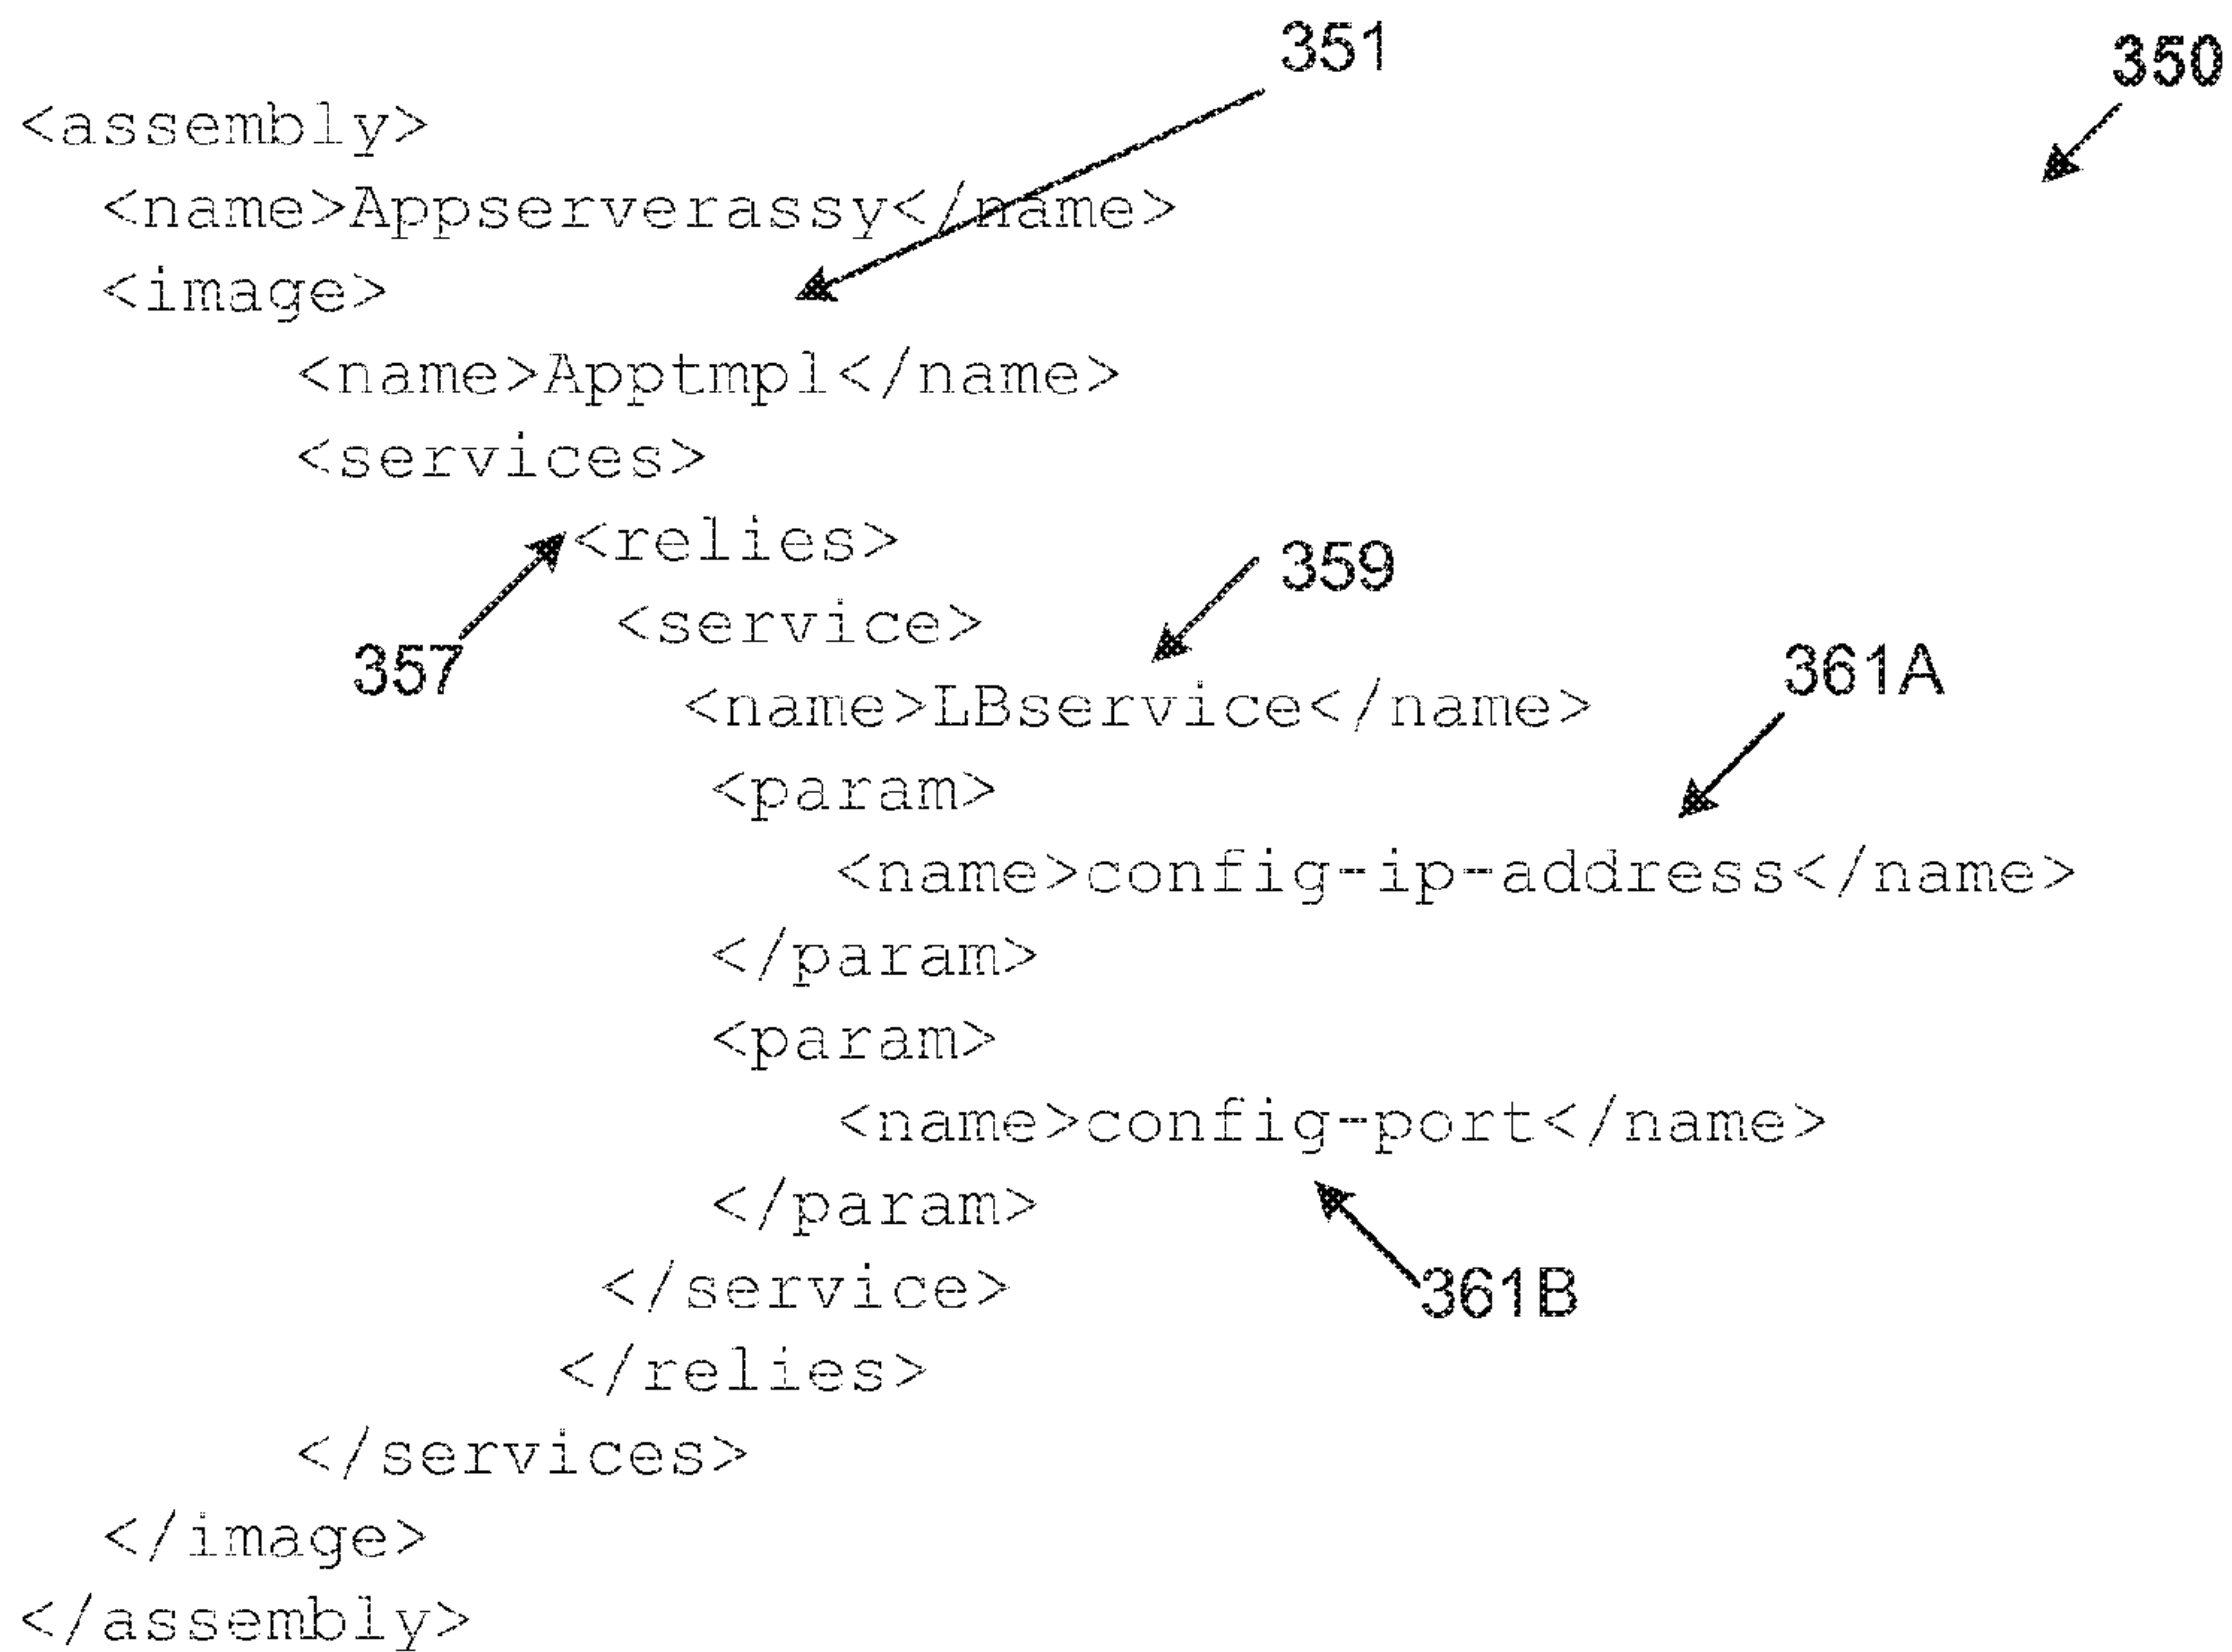 351
350
<assembly>
<name>Appserverassy</name>
<image>
<name>Apptmpl</name>
<services>
<relies>
359
<service>
357
361A
<name>LBservice</name>
<param>
<name>config-ip-address</name>
</param>
<param>
<name>config-port</name>
</param>
</service>
361B
</relies>
</services>
</image>
</assembly>